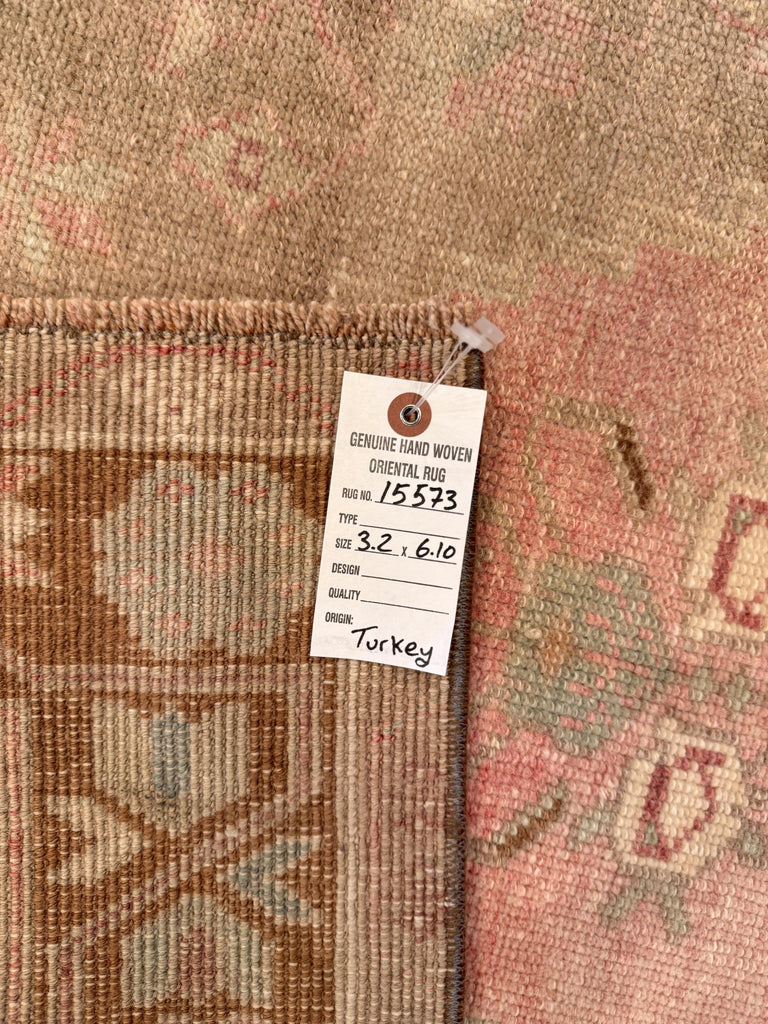 GENUINE HAND WOVEN
ORIENTAL RUG
RUG NO. 15573
TYPE
SIZE 3.2 x 6.10
DESIGN
QUALITY
ORIGIN:
Turkey